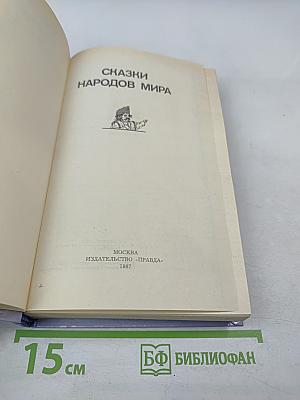 СКАЗКИ
НАРОДОВ МИРА
МОСКВА
ИЗДАТЕЛЬСТВО «ПРАВДА»
1987
15 см
БФ БИБЛИОФАН